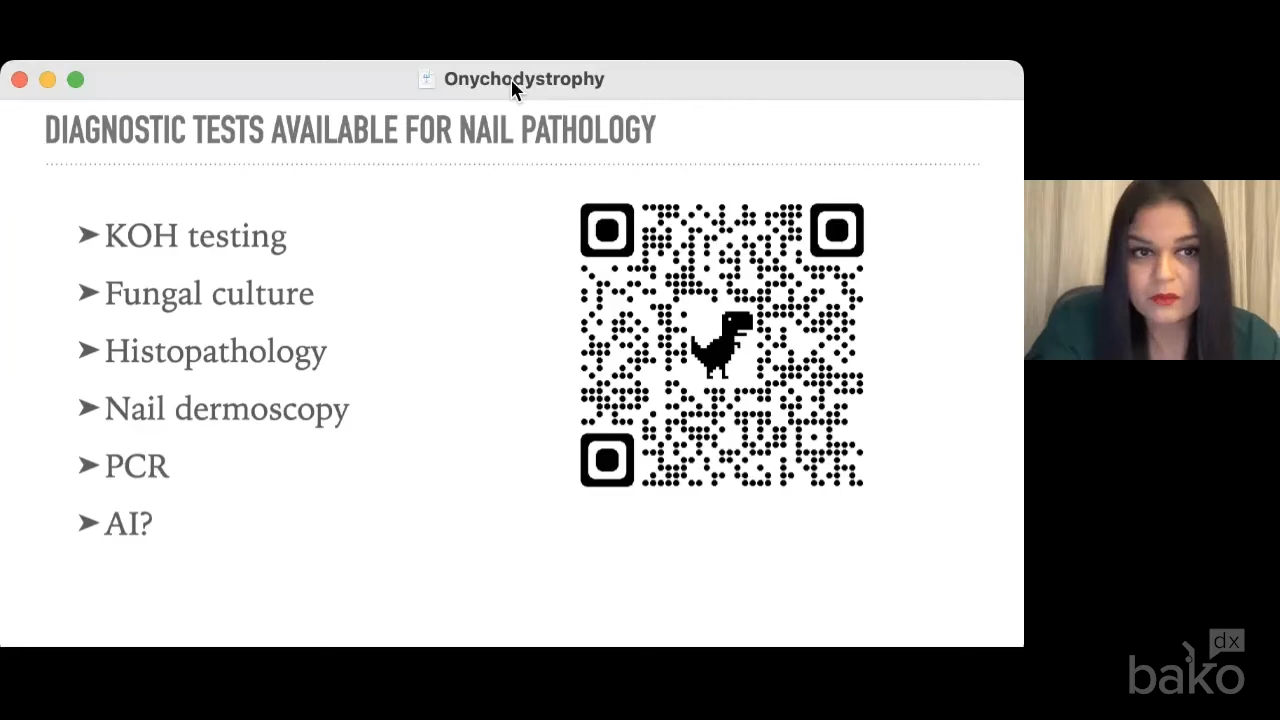 Onychodystrophy
DIAGNOSTIC TESTS AVAILABLE FOR NAIL PATHOLOGY
➤ KOH testing
➤ Fungal culture
➤ Histopathology
➤ Nail dermoscopy
➤ PCR
➤ AI?
dx
bako